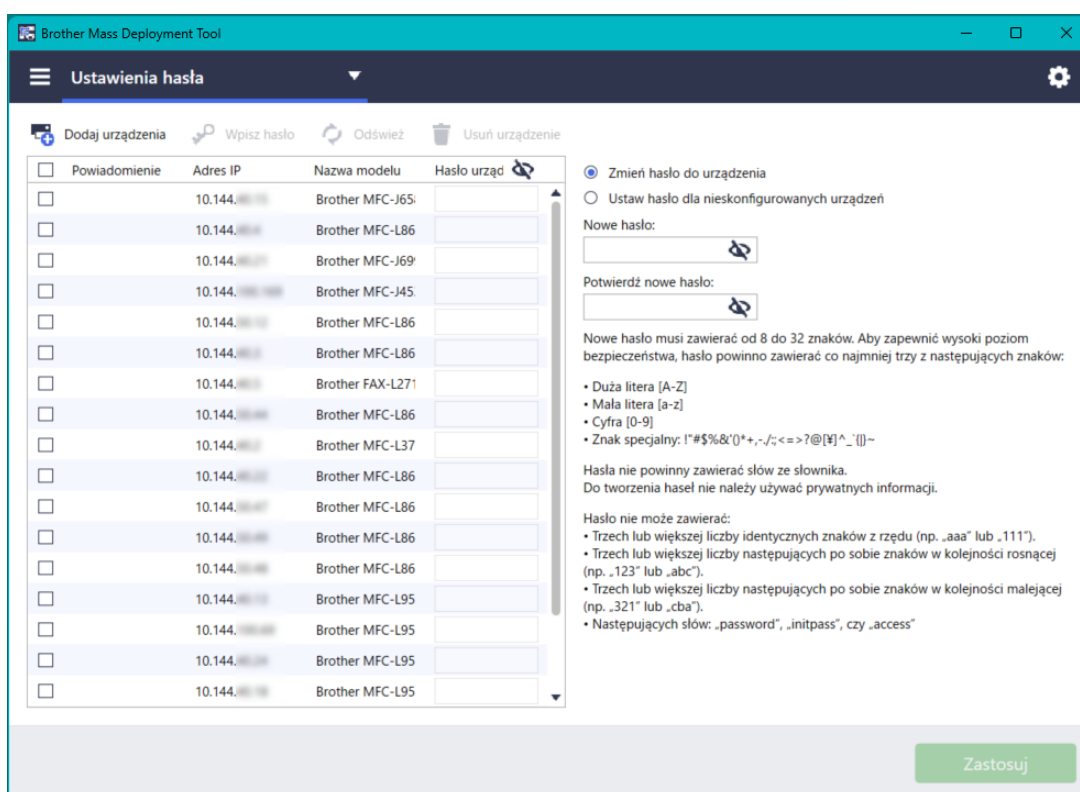 Brother Mass Deployment Tool
Ustawienia hasła
Dodaj urządzenia Wpisz hasło Odśwież Usuń urządzenie
Powiadomienie Adres IP Nazwa modelu Hasło urząd
10.144. Brother MFC-J65
10.144. Brother MFC-L86
10.144. Brother MFC-J69
10.144. Brother MFC-J45
10.144. Brother MFC-L86
10.144. Brother MFC-L86
10.144. Brother FAX-L271
10.144. Brother MFC-L86
10.144. Brother MFC-L37
10.144. Brother MFC-L86
10.144. Brother MFC-L86
10.144. Brother MFC-L86
10.144. Brother MFC-L86
10.144. Brother MFC-L95
10.144. Brother MFC-L95
10.144. Brother MFC-L95
10.144. Brother MFC-L95
Zmień hasło do urządzenia
Ustaw hasło dla nieskonfigurowanych urządzeń
Nowe hasło:
Potwierdź nowe hasło:
Nowe hasło musi zawierać od 8 do 32 znaków. Aby zapewnić wysoki poziom
bezpieczeństwa, hasło powinno zawierać co najmniej trzy z następujących znaków:
• Duża litera [A-Z]
• Mała litera [a-z]
• Cyfra [0-9]
• Znak specjalny: !"#$%&'()*+,-./:;<=>?@[¥]^_`{|}~
Hasła nie powinny zawierać słów ze słownika.
Do tworzenia haseł nie należy używać prywatnych informacji.
Hasło nie może zawierać:
• Trzech lub większej liczby identycznych znaków z rzędu (np. „aaa” lub „111”).
• Trzech lub większej liczby następujących po sobie znaków w kolejności rosnącej
(np. „123” lub „abc”).
• Trzech lub większej liczby następujących po sobie znaków w kolejności malejącej
(np. „321” lub „cba”).
• Następujących słów: „password”, „initpass”, czy „access”
Zastosuj